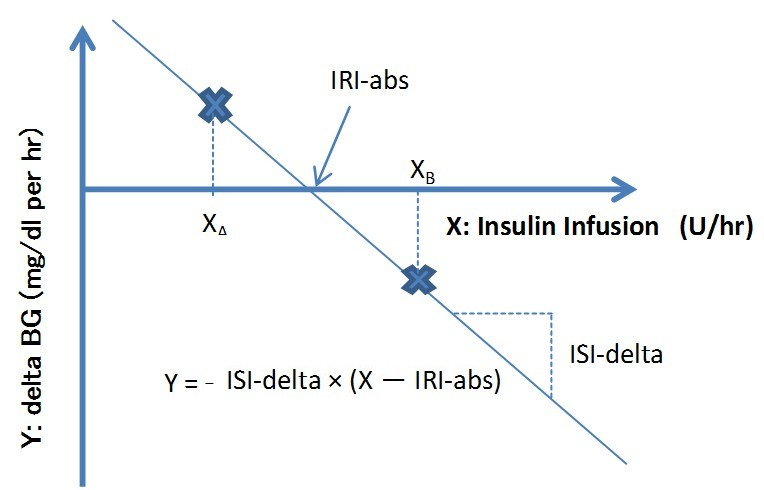 IRI-abs
X_B
X_Δ
X: Insulin Infusion (U/hr)
Y: delta BG (mg/dl per hr)
ISI-delta
Y = - ISI-delta × (X — IRI-abs)